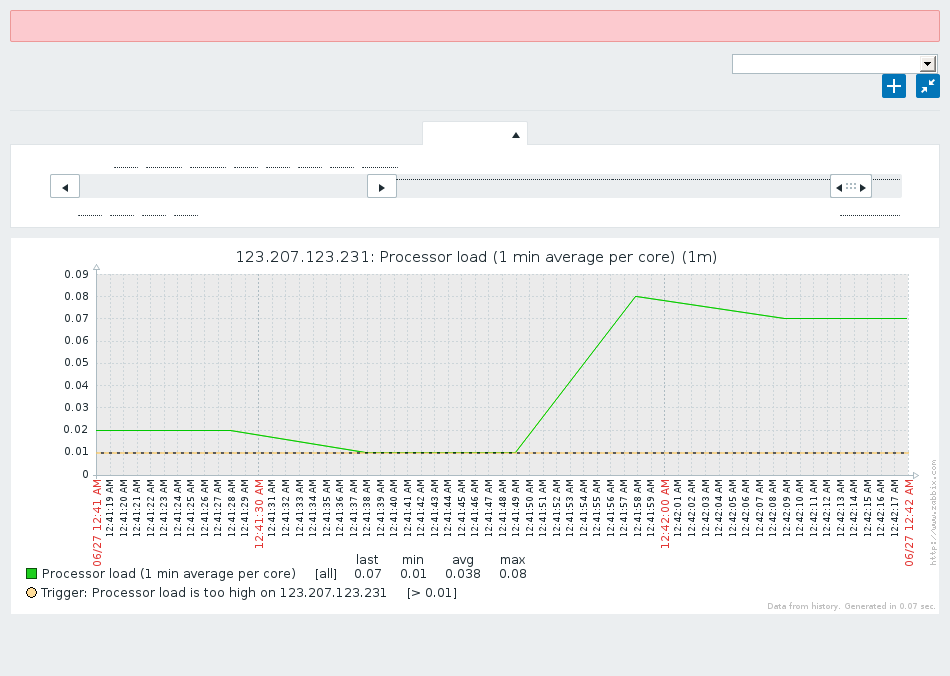 123.207.123.231: Processor load (1 min average per core) (1m)
0.09
0.08
0.07
0.06
0.05
0.04
0.03
0.02
0.01
0
06/27 12:41 AM
12:41:19 AM
12:41:20 AM
12:41:21 AM
12:41:22 AM
12:41:23 AM
12:41:24 AM
12:41:25 AM
12:41:26 AM
12:41:27 AM
12:41:28 AM
12:41:29 AM
12:41:30 AM
12:41:31 AM
12:41:32 AM
12:41:33 AM
12:41:34 AM
12:41:35 AM
12:41:36 AM
12:41:37 AM
12:41:38 AM
12:41:39 AM
12:41:40 AM
12:41:41 AM
12:41:42 AM
12:41:43 AM
12:41:44 AM
12:41:45 AM
12:41:46 AM
12:41:47 AM
12:41:48 AM
12:41:49 AM
12:41:50 AM
12:41:51 AM
12:41:52 AM
12:41:53 AM
12:41:54 AM
12:41:55 AM
12:41:56 AM
12:41:57 AM
12:41:58 AM
12:41:59 AM
12:42:00 AM
12:42:01 AM
12:42:02 AM
12:42:03 AM
12:42:04 AM
12:42:05 AM
12:42:06 AM
12:42:07 AM
12:42:08 AM
12:42:09 AM
12:42:10 AM
12:42:11 AM
12:42:12 AM
12:42:13 AM
12:42:14 AM
12:42:15 AM
12:42:16 AM
12:42:17 AM
06/27 12:42 AM
http://www.zabbix.com
last min avg max
Processor load (1 min average per core) [all] 0.07 0.01 0.038 0.08
Trigger: Processor load is too high on 123.207.123.231 [> 0.01]
Data from history. Generated in 0.07 sec.